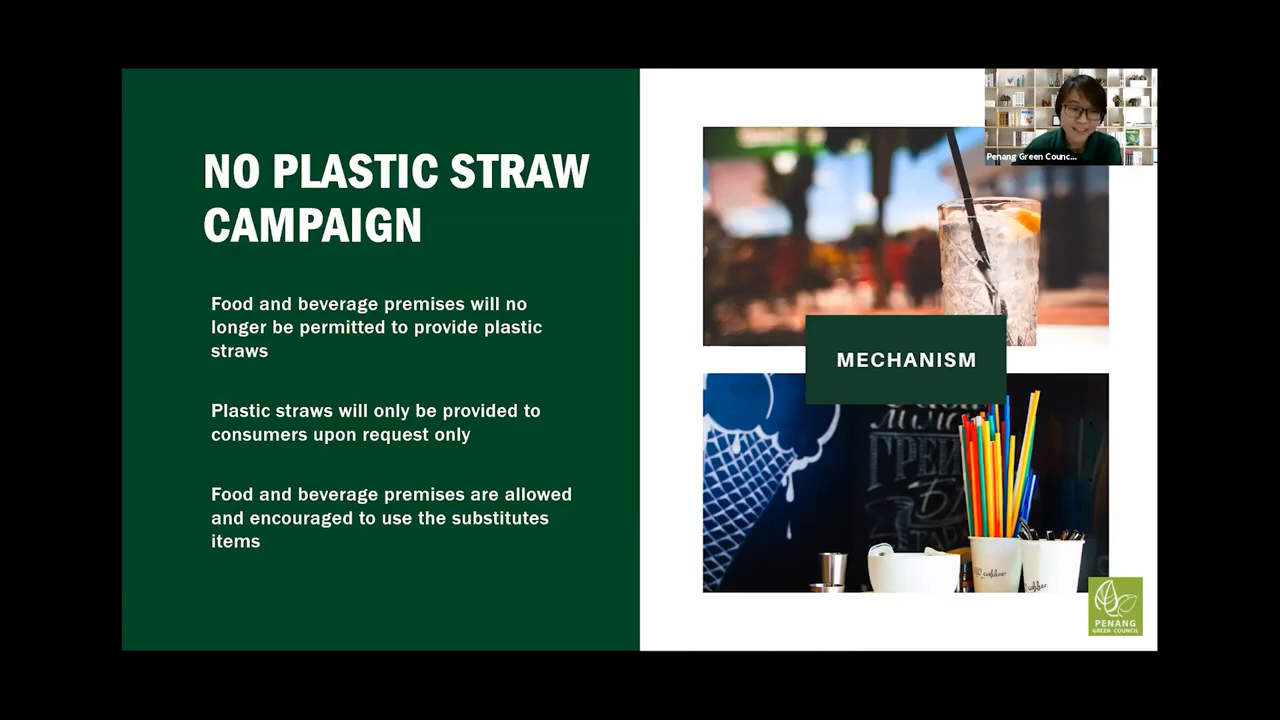 NO PLASTIC STRAW
CAMPAIGN
Food and beverage premises will no
longer be permitted to provide plastic
straws
Plastic straws will only be provided to
consumers upon request only
Food and beverage premises are allowed
and encouraged to use the substitutes
items
Penang Green Counc...
MECHANISM
PENANG
GREEN COUNCIL